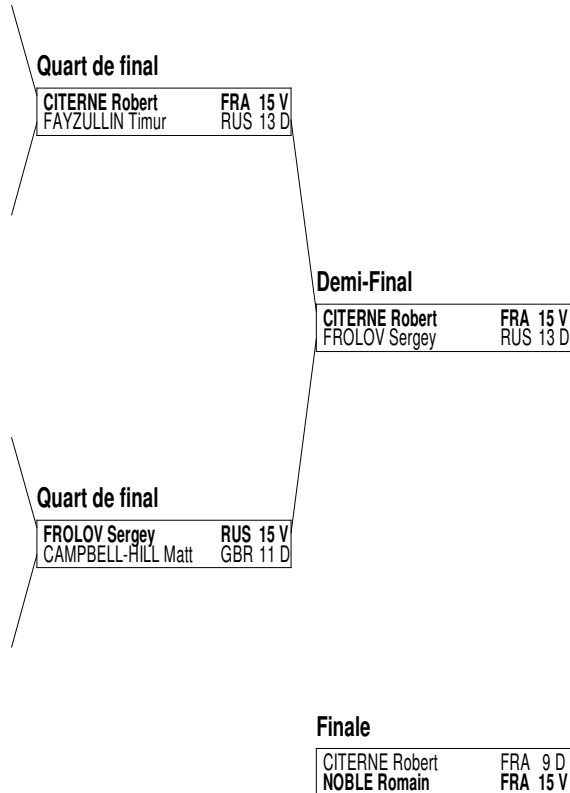 Quart de final
CITERNE Robert FRA 15 V
FAYZULLIN Timur RUS 13 D
Demi-Final
CITERNE Robert FRA 15 V
FROLOV Sergey RUS 13 D
Quart de final
FROLOV Sergey RUS 15 V
CAMPBELL-HILL Matt GBR 11 D
Finale
CITERNE Robert FRA 9 D
NOBLE Romain FRA 15 V